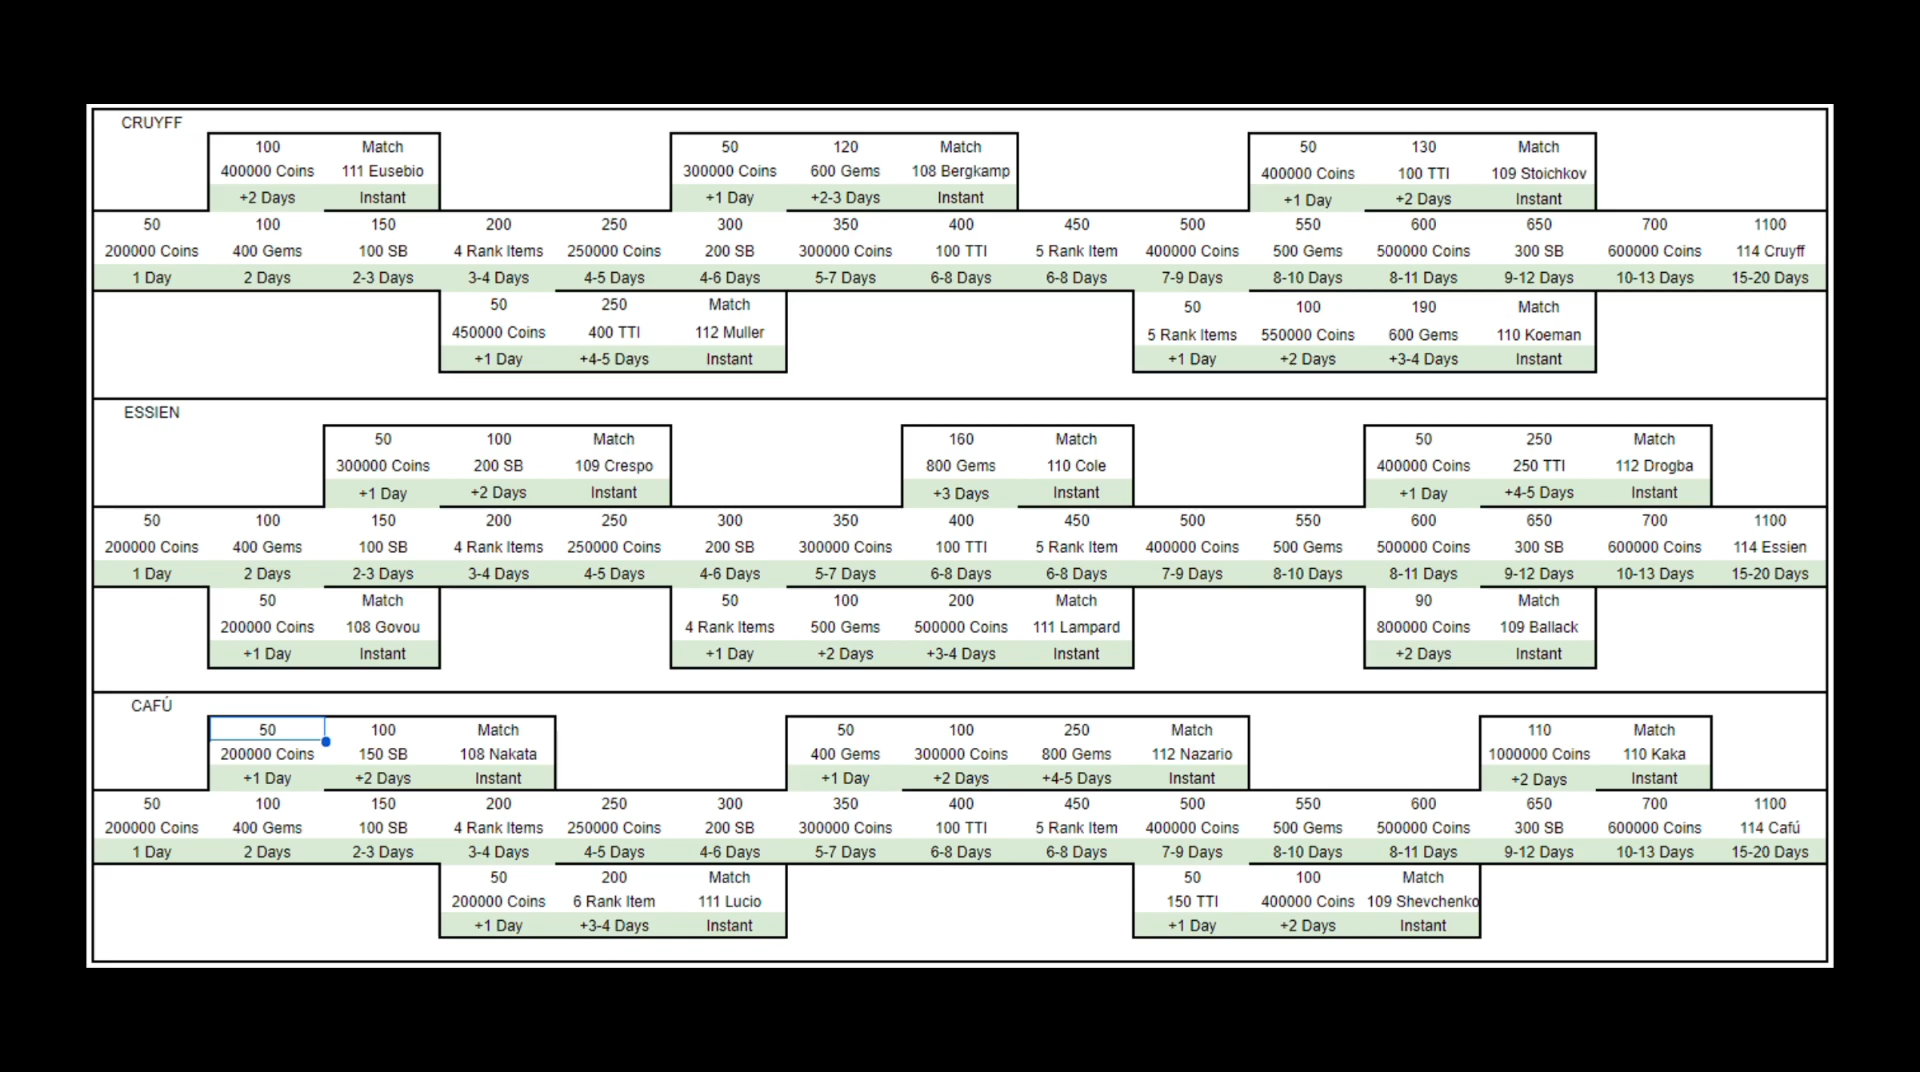 CRUYFF
100 Match 50 120 Match 50 130 Match
400000 Coins 111 Eusebio 300000 Coins 600 Gems 108 Bergkamp 400000 Coins 100 TTI 109 Stoichkov
+2 Days Instant +1 Day +2-3 Days Instant +1 Day +2 Days Instant
50 100 150 200 250 300 350 400 450 500 550 600 650 700 1100
200000 Coins 400 Gems 100 SB 4 Rank Items 250000 Coins 200 SB 300000 Coins 100 TTI 5 Rank Item 400000 Coins 500 Gems 500000 Coins 300 SB 600000 Coins 114 Cruyff
1 Day 2 Days 2-3 Days 3-4 Days 4-5 Days 4-6 Days 5-7 Days 6-8 Days 6-8 Days 7-9 Days 8-10 Days 8-11 Days 9-12 Days 10-13 Days 15-20 Days
50 250 Match 50 100 190 Match
450000 Coins 400 TTI 112 Muller 5 Rank Items 550000 Coins 600 Gems 110 Koeman
+1 Day +4-5 Days Instant +1 Day +2 Days +3-4 Days Instant
ESSIEN
50 100 Match 160 Match 50 250 Match
300000 Coins 200 SB 109 Crespo 800 Gems 110 Cole 400000 Coins 250 TTI 112 Drogba
+1 Day +2 Days Instant +3 Days Instant +1 Day +4-5 Days Instant
50 100 150 200 250 300 350 400 450 500 550 600 650 700 1100
200000 Coins 400 Gems 100 SB 4 Rank Items 250000 Coins 200 SB 300000 Coins 100 TTI 5 Rank Item 400000 Coins 500 Gems 500000 Coins 300 SB 600000 Coins 114 Essien
1 Day 2 Days 2-3 Days 3-4 Days 4-5 Days 4-6 Days 5-7 Days 6-8 Days 6-8 Days 7-9 Days 8-10 Days 8-11 Days 9-12 Days 10-13 Days 15-20 Days
50 Match 50 100 200 Match 90 Match
200000 Coins 108 Govou 4 Rank Items 500 Gems 500000 Coins 111 Lampard 800000 Coins 109 Ballack
+1 Day Instant +1 Day +2 Days +3-4 Days Instant +2 Days Instant
CAFÚ
50 100 Match 50 100 250 Match 110 Match
200000 Coins 150 SB 108 Nakata 400 Gems 300000 Coins 800 Gems 112 Nazario 1000000 Coins 110 Kaka
+1 Day +2 Days Instant +1 Day +2 Days +4-5 Days Instant +2 Days Instant
50 100 150 200 250 300 350 400 450 500 550 600 650 700 1100
200000 Coins 400 Gems 100 SB 4 Rank Items 250000 Coins 200 SB 300000 Coins 100 TTI 5 Rank Item 400000 Coins 500 Gems 500000 Coins 300 SB 600000 Coins 114 Cafú
1 Day 2 Days 2-3 Days 3-4 Days 4-5 Days 4-6 Days 5-7 Days 6-8 Days 6-8 Days 7-9 Days 8-10 Days 8-11 Days 9-12 Days 10-13 Days 15-20 Days
50 200 Match 50 100 Match
200000 Coins 6 Rank Item 111 Lucio 150 TTI 400000 Coins 109 Shevchenko
+1 Day +3-4 Days Instant +1 Day +2 Days Instant